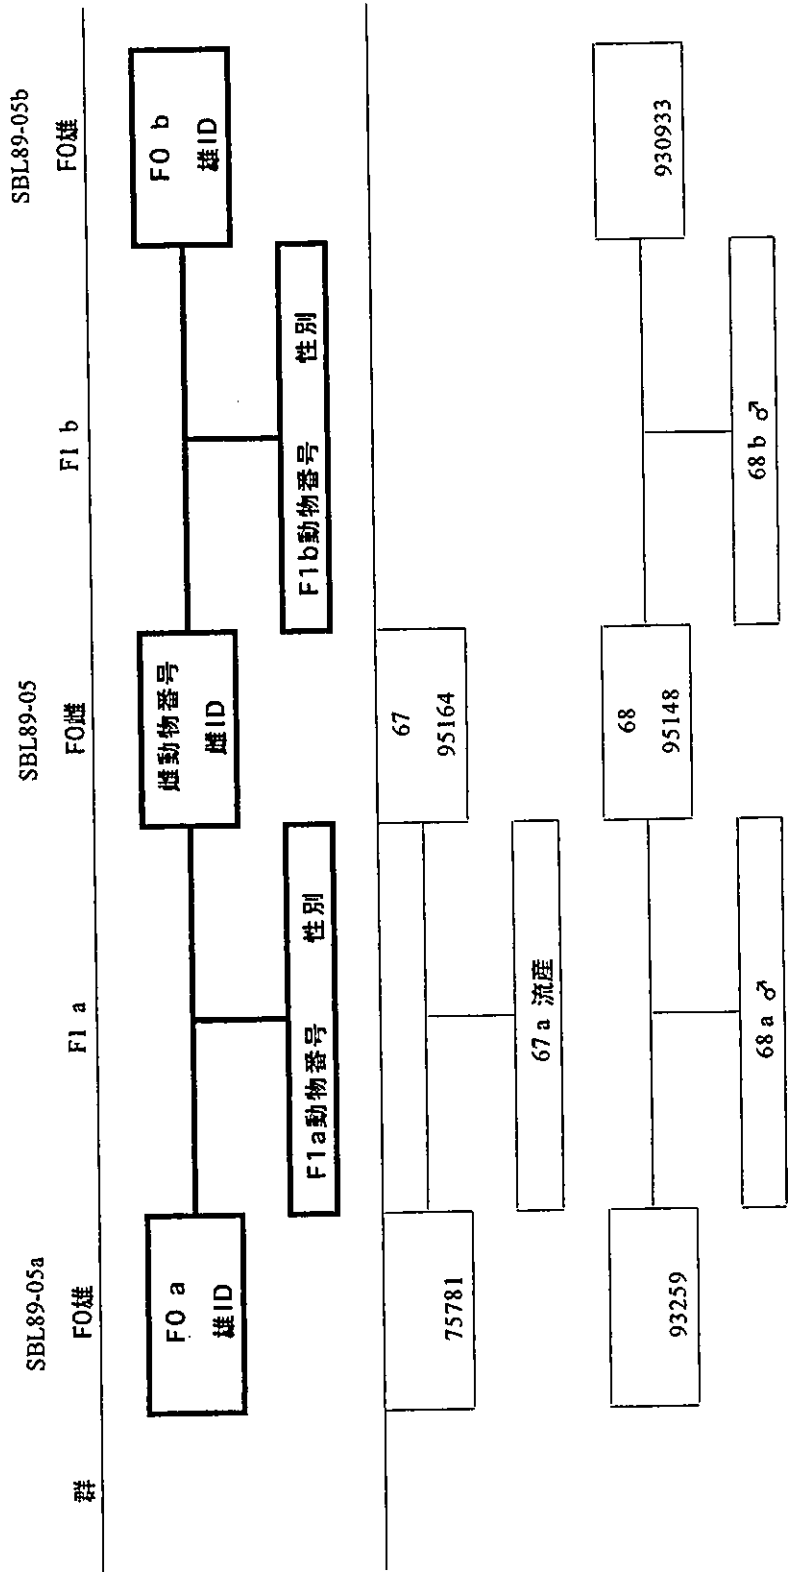 SBL89-05a SBL89-05 SBL89-05b
群 F0雄 F1 a F0雌 F1 b F0雄
F0 a
雄ID
雌動物番号
雌ID
F0 b
雄ID
F1a動物番号 性別
F1b動物番号 性別
75781
67
95164
67a 流産
93259
68
95148
930933
68a ♂
68b ♂